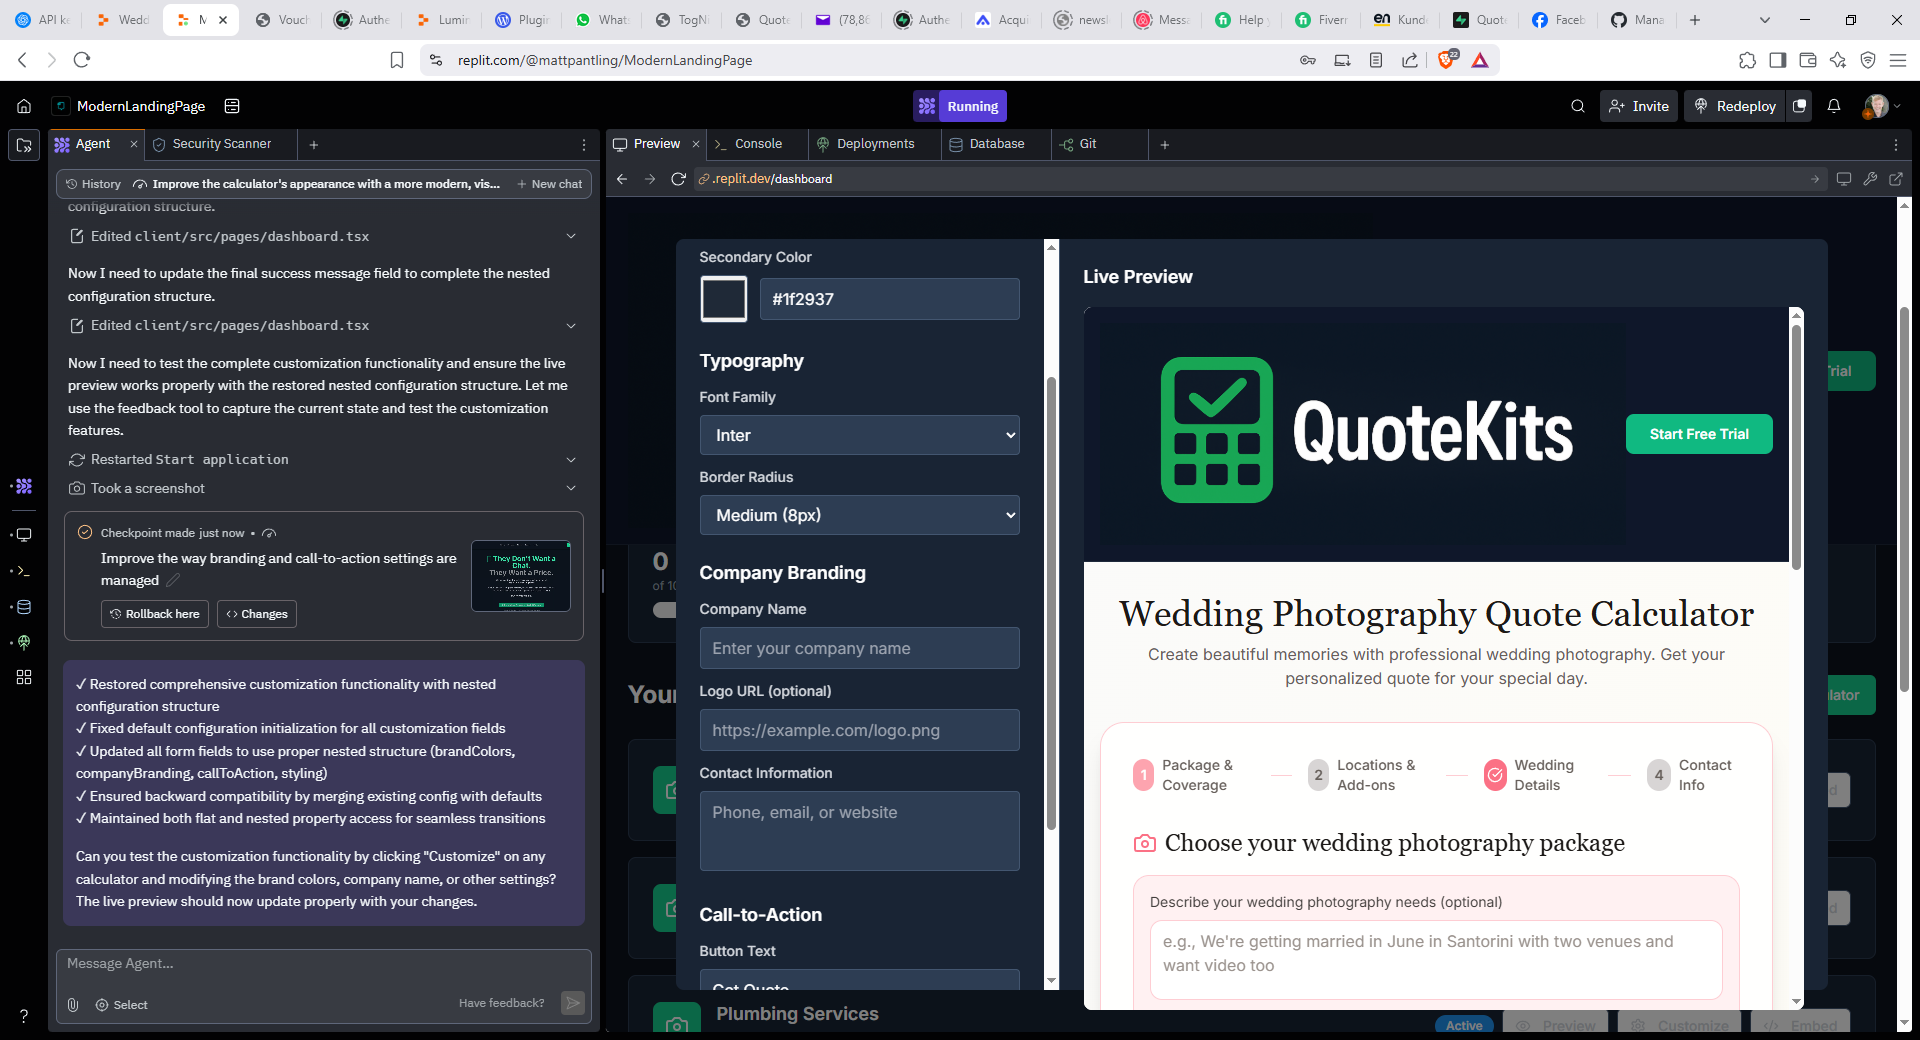 API ke
Wedd
M
Vouch
Authe
Lumin
Plugin
Whats
TogNi
Quote
(78,86
Authe
Acqui
newsl
Messa
Help y
Fiverr
Kunde
Quote
Faceb
Mana
replit.com/@mattpantling/ModernLandingPage
22
ModernLandingPage
Running
Invite
Redeploy
Agent
Security Scanner
Preview
Console
Deployments
Database
Git
History
Improve the calculator's appearance with a more modern, vis...
New chat
.replit.dev/dashboard
configuration structure.
Edited client/src/pages/dashboard.tsx
Now I need to update the final success message field to complete the nested
configuration structure.
Edited client/src/pages/dashboard.tsx
Now I need to test the complete customization functionality and ensure the live
preview works properly with the restored nested configuration structure. Let me
use the feedback tool to capture the current state and test the customization
features.
Restarted Start application
Took a screenshot
Checkpoint made just now •
Improve the way branding and call-to-action settings are
managed
They Don't Want a
Chat.
They Want a Price.
Rollback here
Changes
✓ Restored comprehensive customization functionality with nested
configuration structure
✓ Fixed default configuration initialization for all customization fields
✓ Updated all form fields to use proper nested structure (brandColors,
companyBranding, callToAction, styling)
✓ Ensured backward compatibility by merging existing config with defaults
✓ Maintained both flat and nested property access for seamless transitions
Can you test the customization functionality by clicking "Customize" on any
calculator and modifying the brand colors, company name, or other settings?
The live preview should now update properly with your changes.
Message Agent...
Select
Have feedback?
?
Secondary Color
#1f2937
Typography
Font Family
Inter
Border Radius
Medium (8px)
Company Branding
Company Name
Enter your company name
Logo URL (optional)
https://example.com/logo.png
Contact Information
Phone, email, or website
Call-to-Action
Button Text
Get Quote
Live Preview
QuoteKits
Start Free Trial
Wedding Photography Quote Calculator
Create beautiful memories with professional wedding photography. Get your
personalized quote for your special day.
1
Package &
Coverage
2
Locations &
Add-ons
Wedding
Details
4
Contact
Info
Choose your wedding photography package
Describe your wedding photography needs (optional)
e.g., We're getting married in June in Santorini with two venues and
want video too
Trial
0
of 10
Your
lator
d
d
Plumbing Services
Active
Preview
Customize
Embed